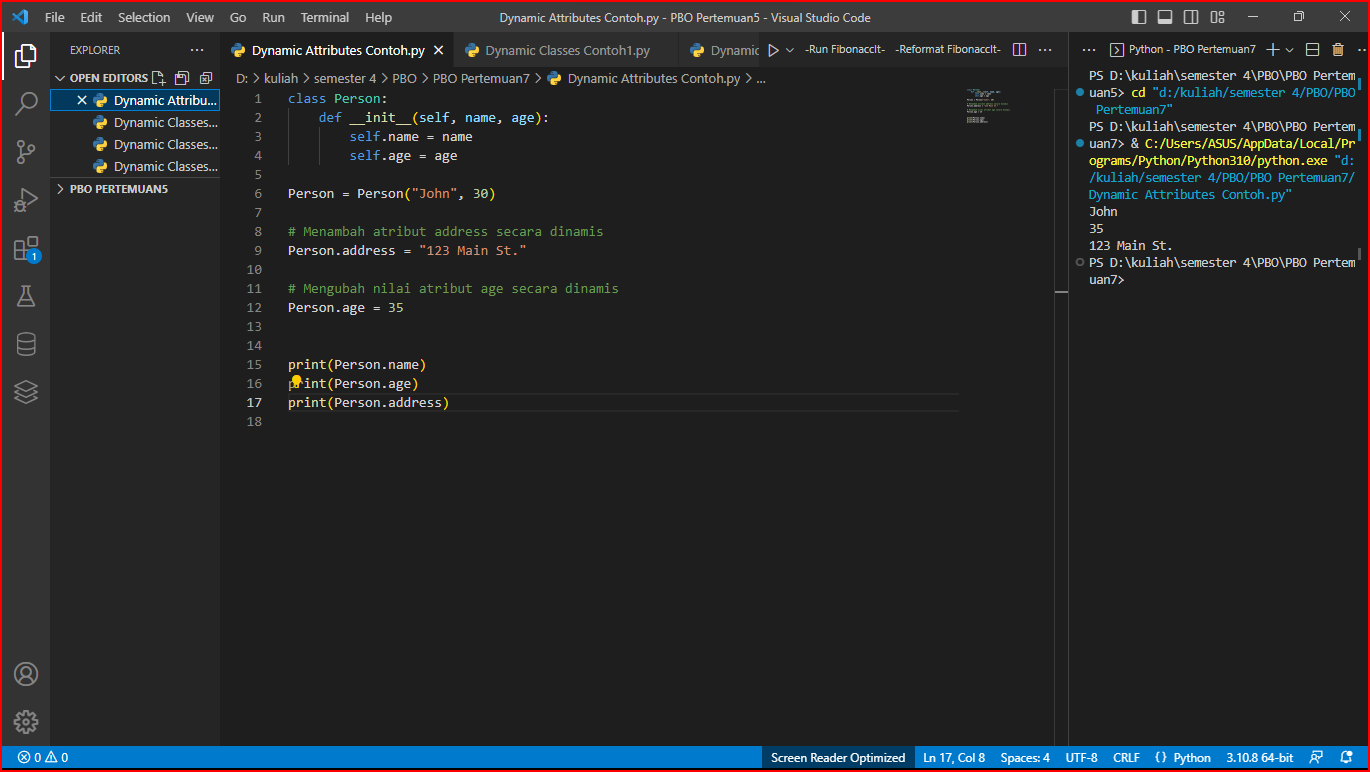 File Edit Selection View Go Run Terminal Help
Dynamic Attributes Contoh.py - PBO Pertemuan5 - Visual Studio Code
EXPLORER
OPEN EDITORS
Dynamic Attribu...
Dynamic Classes...
Dynamic Classes...
Dynamic Classes...
PBO PERTEMUAN5
1
Dynamic Attributes Contoh.py Dynamic Classes Contoh1.py Dynamic -Run FibonaccIt- -Reformat FibonaccIt-
D: > kuliah > semester 4 > PBO > PBO Pertemuan7 > Dynamic Attributes Contoh.py > ...
1 class Person:
2     def __init__(self, name, age):
3         self.name = name
4         self.age = age
5
6 Person = Person("John", 30)
7
8 # Menambah atribut address secara dinamis
9 Person.address = "123 Main St."
10
11 # Mengubah nilai atribut age secara dinamis
12 Person.age = 35
13
14
15 print(Person.name)
16 print(Person.age)
17 print(Person.address)
18
Python - PBO Pertemuan7
PS D:\kuliah\semester 4\PBO\PBO Pertem
uan5> cd "d:/kuliah/semester 4/PBO/PBO
 Pertemuan7"
PS D:\kuliah\semester 4\PBO\PBO Pertem
uan7> & C:/Users/ASUS/AppData/Local/Pr
ograms/Python/Python310/python.exe "d:
/kuliah/semester 4/PBO/PBO Pertemuan7/
Dynamic Attributes Contoh.py"
John
35
123 Main St.
PS D:\kuliah\semester 4\PBO\PBO Pertem
uan7>
0 0 Screen Reader Optimized Ln 17, Col 8 Spaces: 4 UTF-8 CRLF {} Python 3.10.8 64-bit